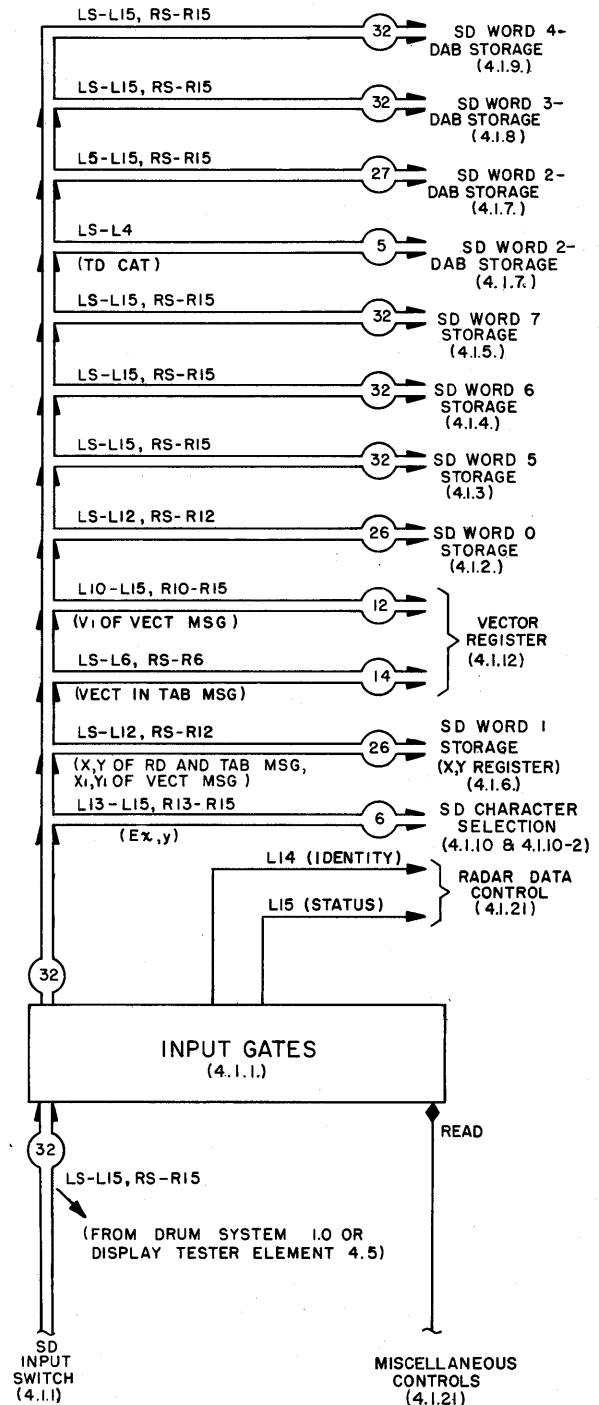 LS-L15, RS-R15
32
SD WORD 4-
DAB STORAGE
(4.1.9.)
LS-L15, RS-R15
32
SD WORD 3-
DAB STORAGE
(4.1.8)
L5-L15, RS-R15
27
SD WORD 2-
DAB STORAGE
(4.1.7.)
LS-L4
(TD CAT)
5
SD WORD 2-
DAB STORAGE
(4.1.7.)
LS-L15, RS-R15
32
SD WORD 7
STORAGE
(4.1.5.)
LS-L15, RS-R15
32
SD WORD 6
STORAGE
(4.1.4.)
LS-L15, RS-R15
32
SD WORD 5
STORAGE
(4.1.3)
LS-L12, RS-R12
26
SD WORD 0
STORAGE
(4.1.2.)
L10-L15, R10-R15
12
(V1 OF VECT MSG)
VECTOR
REGISTER
(4.1.12)
LS-L6, RS-R6
14
(VECT IN TAB MSG)
LS-L12, RS-R12
26
(X,Y OF RD AND TAB MSG,
X1,Y1 OF VECT MSG)
SD WORD 1
STORAGE
(X,Y REGISTER)
(4.1.6.)
L13-L15, R13-R15
6
(Ex,y)
SD CHARACTER
SELECTION
(4.1.10 & 4.1.10-2)
L14 (IDENTITY)
L15 (STATUS)
RADAR DATA
CONTROL
(4.1.21)
32
INPUT GATES
(4.1.1.)
READ
32
LS-L15, RS-R15
(FROM DRUM SYSTEM 1.0 OR
DISPLAY TESTER ELEMENT 4.5)
SD
INPUT
SWITCH
(4.1.1)
MISCELLANEOUS
CONTROLS
(4.1.21)